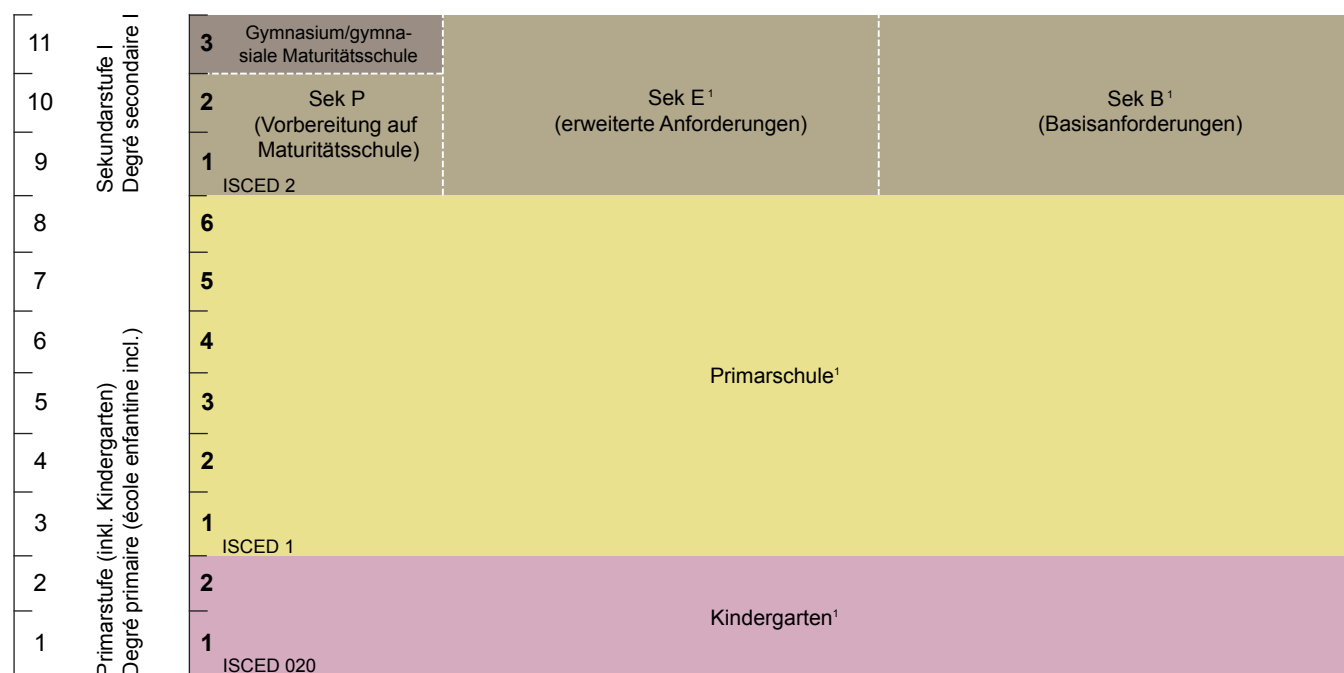 11
10
9
8
7
6
5
4
3
2
1
Sekundarstufe I
Degré secondaire I
Primarstufe (inkl. Kindergarten)
Degré primaire (école enfantine incl.)
3
Gymnasium/gymna-
siale Maturitätsschule
2
Sek P
(Vorbereitung auf
Maturitätsschule)
1
ISCED 2
Sek E¹
(erweiterte Anforderungen)
Sek B¹
(Basisanforderungen)
6
5
4
3
2
1
ISCED 1
Primarschule¹
2
1
ISCED 020
Kindergarten¹